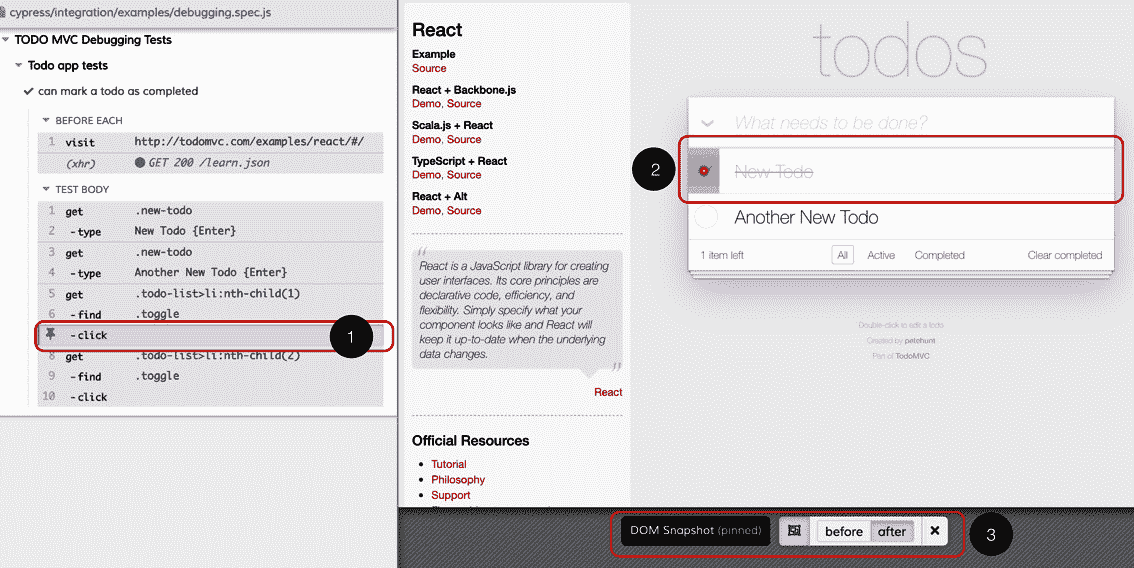 cypress/integration/examples/debugging.spec.js
TODO MVC Debugging Tests
Todo app tests
can mark a todo as completed
BEFORE EACH
1 visit http://todomvc.com/examples/react/#/
(xhr) GET 200 /learn.json
TEST BODY
1 get .new-todo
2 -type New Todo {Enter}
3 get .new-todo
4 -type Another New Todo {Enter}
5 get .todo-list>li:nth-child(1)
6 -find .toggle
-click
1
8 get .todo-list>li:nth-child(2)
9 -find .toggle
10 -click
React
Example
Source
React + Backbone.js
Demo, Source
Scala.js + React
Demo, Source
TypeScript + React
Demo, Source
React + Alt
Demo, Source
“
React is a JavaScript library for creating
user interfaces. Its core principles are
declarative code, efficiency, and
flexibility. Simply specify what your
component looks like and React will
keep it up-to-date when the underlying
data changes.
”
React
Official Resources
Tutorial
Philosophy
Support
todos
What needs to be done?
2
New Todo
Another New Todo
1 item left All Active Completed Clear completed
Double-click to edit a todo
Created by petehunt
Part of TodoMVC
DOM Snapshot (pinned) before after ×
3